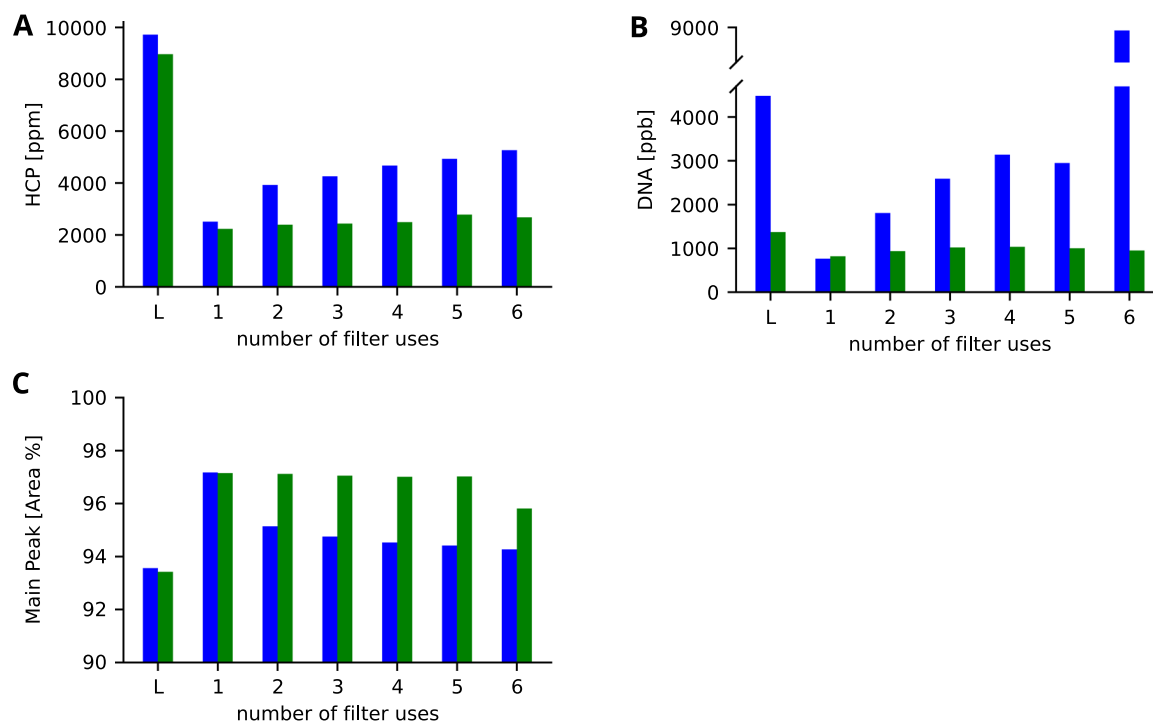 A
HCP [ppm]
10000
8000
6000
4000
2000
0
L 1 2 3 4 5 6
number of filter uses
B
DNA [ppb]
9000
4000
3000
2000
1000
0
L 1 2 3 4 5 6
number of filter uses
C
Main Peak [Area %]
100
98
96
94
92
90
L 1 2 3 4 5 6
number of filter uses